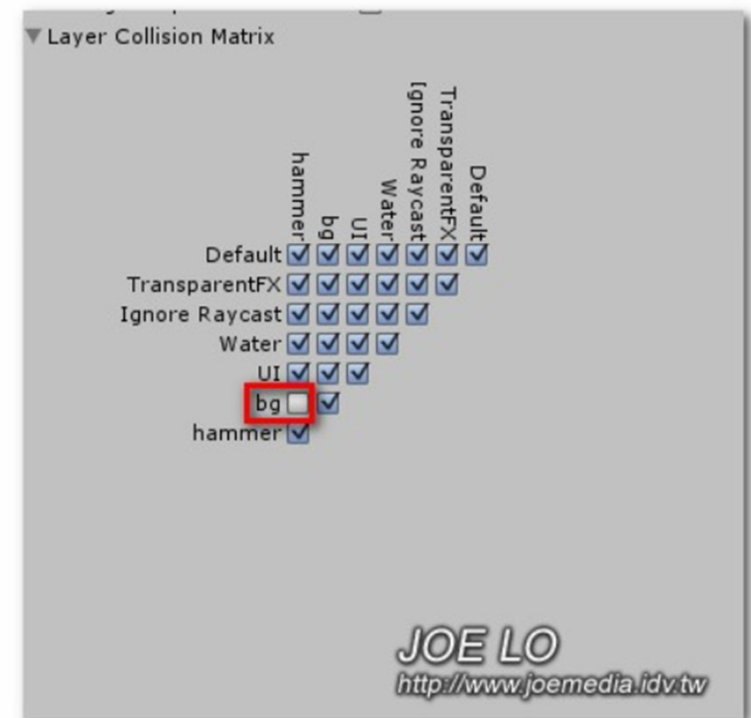 Layer Collision Matrix
hammer
bg
UI
Water
Ignore Raycast
TransparentFX
Default
Default
TransparentFX
Ignore Raycast
Water
UI
bg
hammer
JOE LO
http://www.joemedia.idv.tw